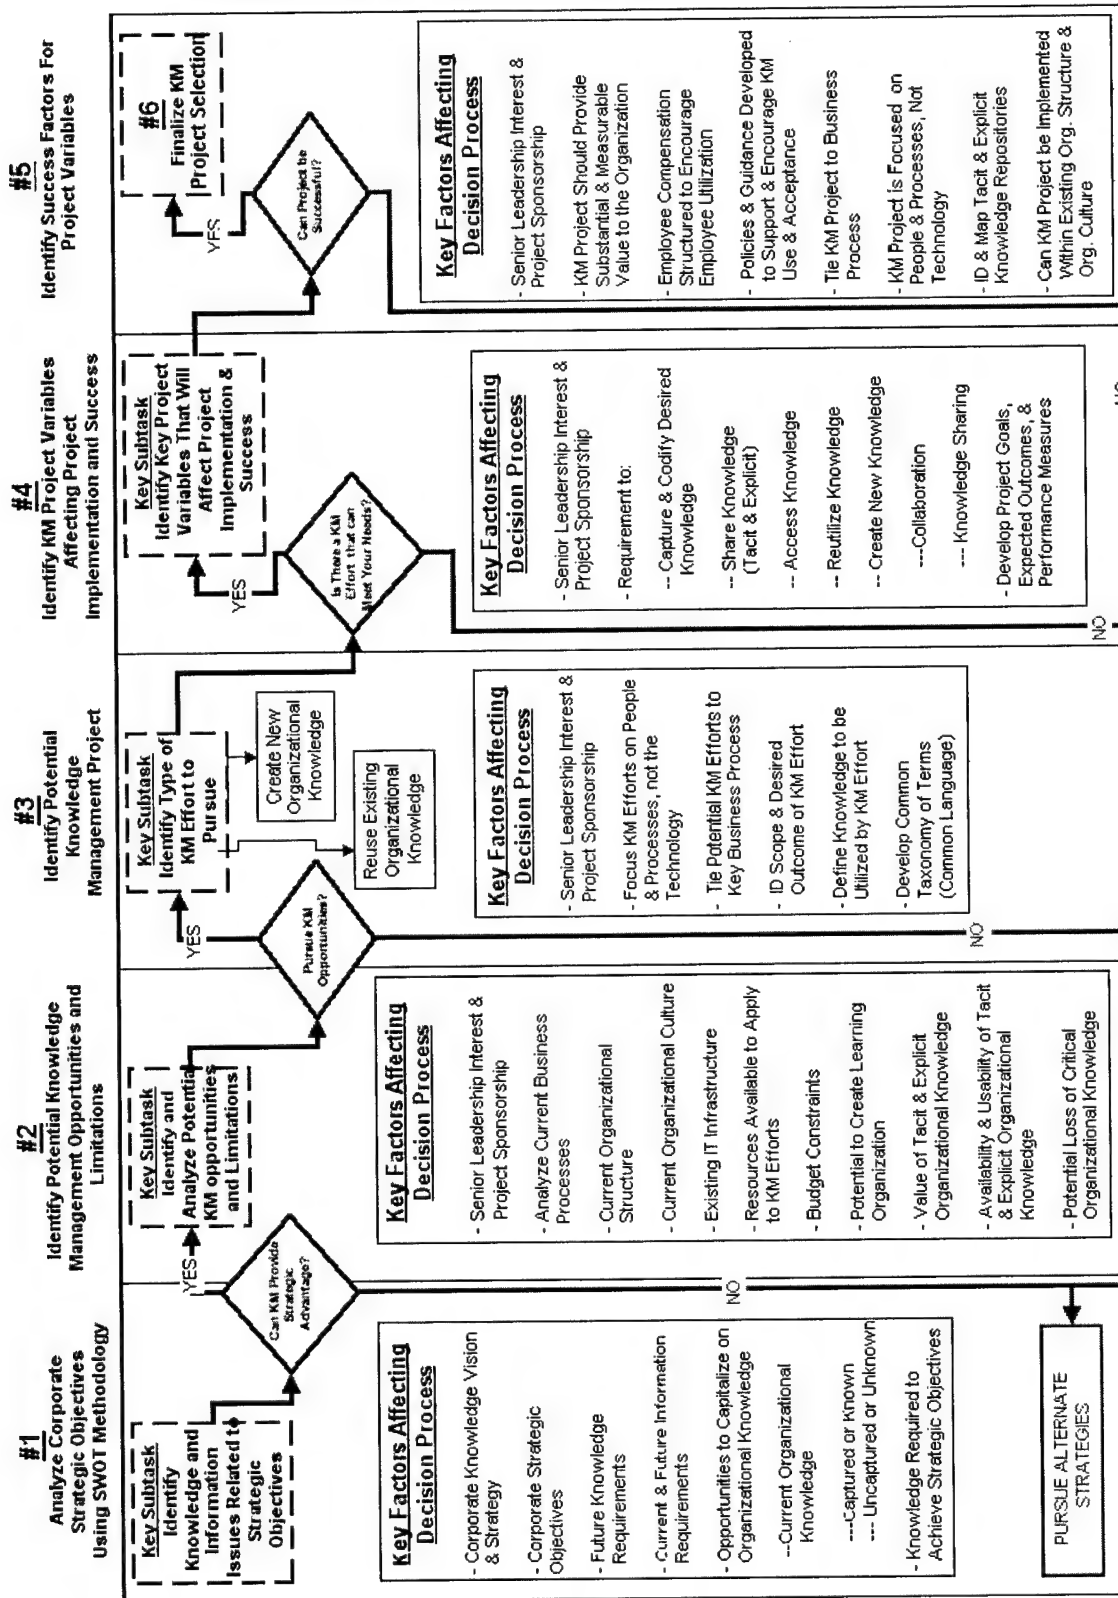 #1
Analyze Corporate
Strategic Objectives
Using SWOT Methodology
Key Subtask
Identify
Knowledge and
Information
Issues Related to
Strategic
Objectives
Can KM Provide
Strategic
Advantage?
YES
NO
Key Factors Affecting
Decision Process
- Corporate Knowledge Vision
& Strategy
- Corporate Strategic
Objectives
- Future Knowledge
Requirements
- Current & Future Information
Requirements
- Opportunities to Capitalize on
Organizational Knowledge
--Current Organizational
Knowledge
---Captured or Known
--- Uncaptured or Unknown
- Knowledge Required to
Achieve Strategic Objectives
PURSUE ALTERNATE
STRATEGIES
#2
Identify Potential Knowledge
Management Opportunities and
Limitations
Key Subtask
Identify and
Analyze Potential
KM opportunities
and Limitations
Pursue KM
Opportunities?
YES
NO
Key Factors Affecting
Decision Process
- Senior Leadership Interest &
Project Sponsorship
- Analyze Current Business
Processes
- Current Organizational
Structure
- Current Organizational Culture
- Existing IT Infrastructure
- Resources Available to Apply
to KM Efforts
- Budget Constraints
- Potential to Create Learning
Organization
- Value of Tacit & Explicit
Organizational Knowledge
- Availability & Usability of Tacit
& Explicit Organizational
Knowledge
- Potential Loss of Critical
Organizational Knowledge
#3
Identify Potential
Knowledge
Management Project
Key Subtask
Identify Type of
KM Effort to
Pursue
Create New
Organizational
Knowledge
Reuse Existing
Organizational
Knowledge
Is There a KM
Effort that can
Meet Your Needs?
YES
NO
Key Factors Affecting
Decision Process
- Senior Leadership Interest &
Project Sponsorship
- Focus KM Efforts on People
& Processes, not the
Technology
- Tie Potential KM Efforts to
Key Business Process
- ID Scope & Desired
Outcome of KM Effort
- Define Knowledge to be
Utilized by KM Effort
- Develop Common
Taxonomy of Terms
(Common Language)
#4
Identify KM Project Variables
Affecting Project
Implementation and Success
Key Subtask
Identify Key Project
Variables That Will
Affect Project
Implementation &
Success
Key Factors Affecting
Decision Process
- Senior Leadership Interest &
Project Sponsorship
- Requirement to:
-- Capture & Codify Desired
Knowledge
-- Share Knowledge
(Tacit & Explicit)
-- Access Knowledge
-- Reutilize Knowledge
-- Create New Knowledge
---Collaboration
--- Knowledge Sharing
- Develop Project Goals,
Expected Outcomes, &
Performance Measures
NO
#5
Identify Success Factors For
Project Variables
Can Project be
Successful?
YES
#6
Finalize KM
Project Selection
Key Factors Affecting
Decision Process
- Senior Leadership Interest &
Project Sponsorship
- KM Project Should Provide
Substantial & Measurable
Value to the Organization
- Employee Compensation
Structured to Encourage
Employee Utilization
- Policies & Guidance Developed
to Support & Encourage KM
Use & Acceptance
- Tie KM Project to Business
Process
- KM Project is Focused on
People & Processes, Not
Technology
- ID & Map Tacit & Explicit
Knowledge Repositories
- Can KM Project be Implemented
Within Existing Org. Structure &
Org. Culture